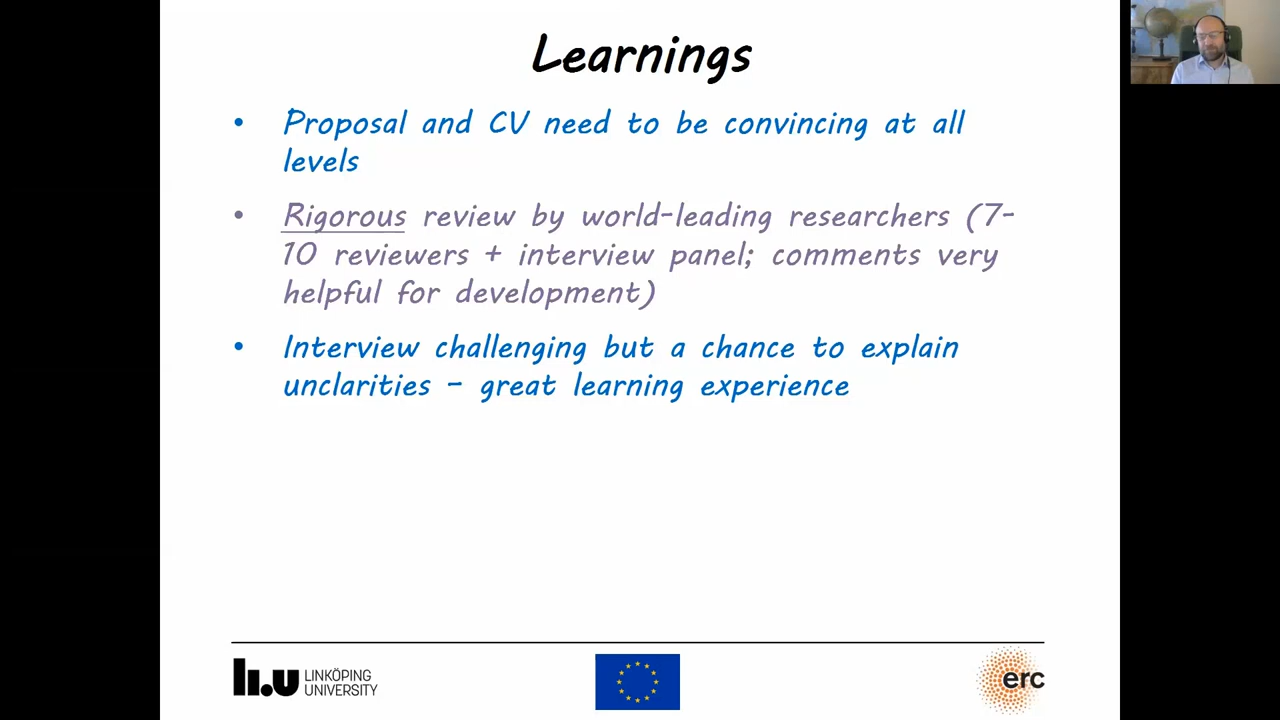 Learnings
• Proposal and CV need to be convincing at all
levels
• Rigorous review by world-leading researchers (7-
10 reviewers + interview panel; comments very
helpful for development)
• Interview challenging but a chance to explain
unclarities – great learning experience
li.u LINKÖPING
UNIVERSITY
erc